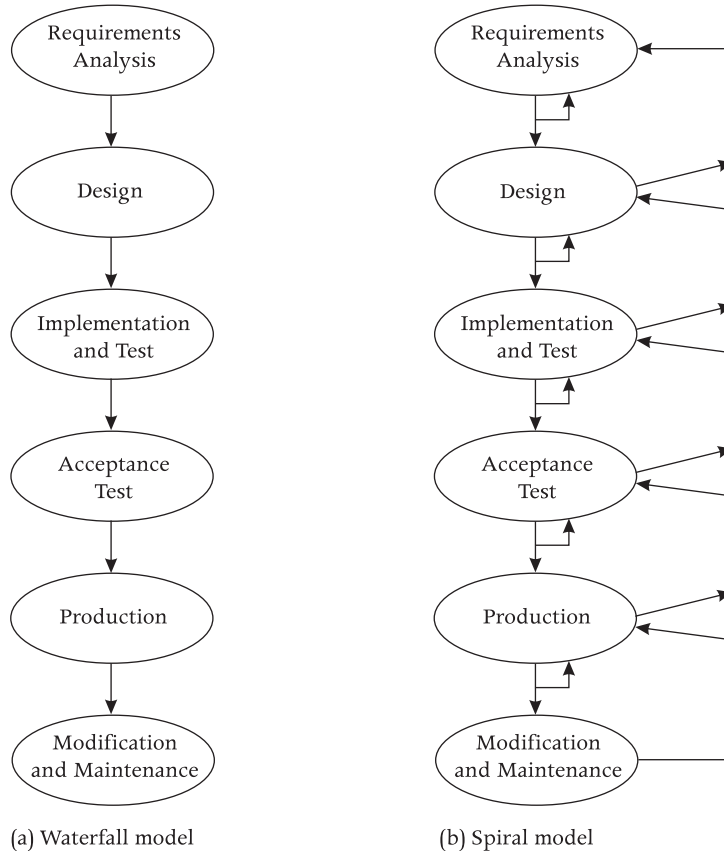 Requirements
Analysis
Design
Implementation
and Test
Acceptance
Test
Production
Modification
and Maintenance
(a) Waterfall model
Requirements
Analysis
Design
Implementation
and Test
Acceptance
Test
Production
Modification
and Maintenance
(b) Spiral model